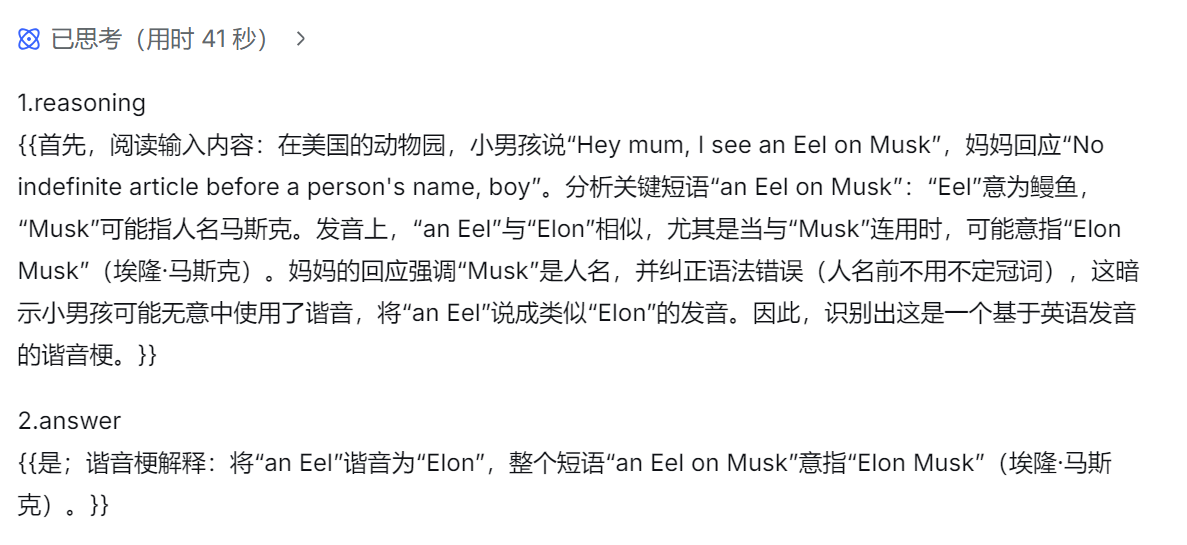 已思考（用时 41 秒） >
1.reasoning
{{首先，阅读输入内容：在美国的动物园，小男孩说“Hey mum, I see an Eel on Musk”，妈妈回应“No
indefinite article before a person's name, boy”。分析关键短语“an Eel on Musk”：“Eel”意为鳗鱼，
“Musk”可能指人名马斯克。发音上，“an Eel”与“Elon”相似，尤其是当与“Musk”连用时，可能意指“Elon
Musk”（埃隆·马斯克）。妈妈的回应强调“Musk”是人名，并纠正语法错误（人名前不用不定冠词），这暗
示小男孩可能无意中使用了谐音，将“an Eel”说成类似“Elon”的发音。因此，识别出这是一个基于英语发音
的谐音梗。}}
2.answer
{{是；谐音梗解释：将“an Eel”谐音为“Elon”，整个短语“an Eel on Musk”意指“Elon Musk”（埃隆·马斯
克）。}}